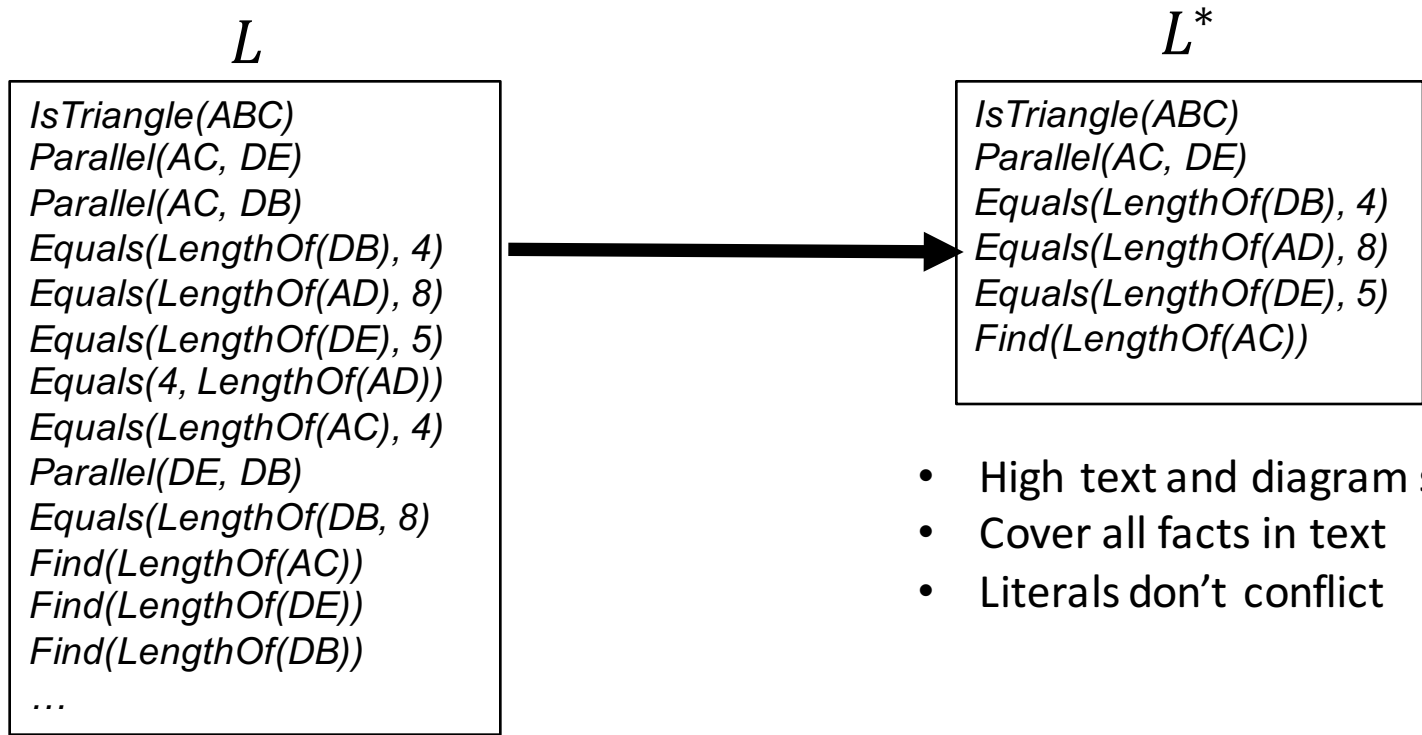 L
IsTriangle(ABC)
Parallel(AC, DE)
Parallel(AC, DB)
Equals(LengthOf(DB), 4)
Equals(LengthOf(AD), 8)
Equals(LengthOf(DE), 5)
Equals(4, LengthOf(AD))
Equals(LengthOf(AC), 4)
Parallel(DE, DB)
Equals(LengthOf(DB, 8)
Find(LengthOf(AC))
Find(LengthOf(DE))
Find(LengthOf(DB))
…
L*
IsTriangle(ABC)
Parallel(AC, DE)
Equals(LengthOf(DB), 4)
Equals(LengthOf(AD), 8)
Equals(LengthOf(DE), 5)
Find(LengthOf(AC))
• High text and diagram
• Cover all facts in text
• Literals don’t conflict